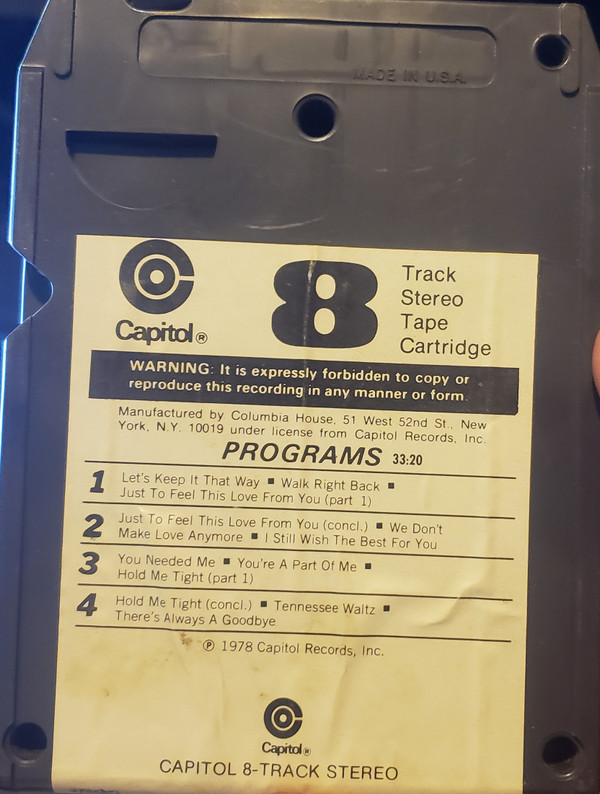 MADE IN U.S.A.
Capitol®
8
Track
Stereo
Tape
Cartridge
WARNING: It is expressly forbidden to copy or
reproduce this recording in any manner or form.
Manufactured by Columbia House, 51 West 52nd St., New
York, N.Y. 10019 under license from Capitol Records, Inc.
PROGRAMS 33:20
1 Let's Keep It That Way ■ Walk Right Back ■
Just To Feel This Love From You (part 1)
2 Just To Feel This Love From You (concl.) ■ We Don't
Make Love Anymore ■ I Still Wish The Best For You
3 You Needed Me ■ You're A Part Of Me ■
Hold Me Tight (part 1)
4 Hold Me Tight (concl.) ■ Tennessee Waltz ■
There's Always A Goodbye
℗ 1978 Capitol Records, Inc.
Capitol®
CAPITOL 8-TRACK STEREO